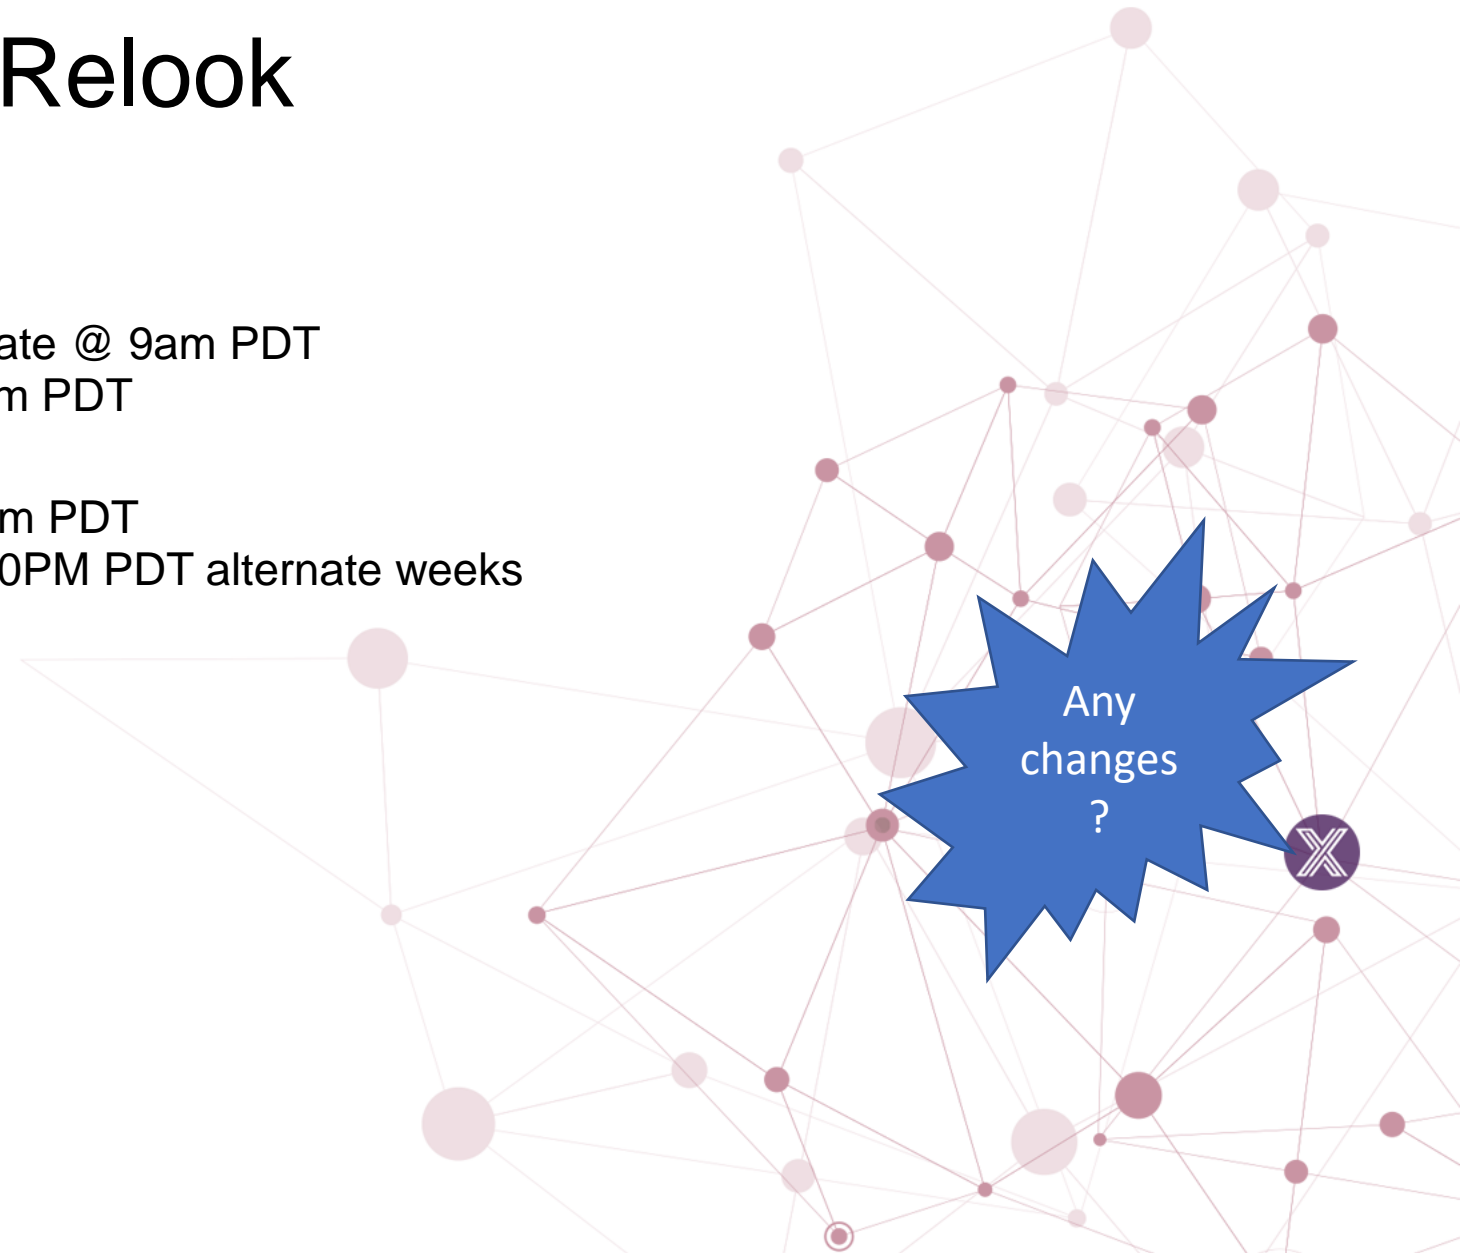 Relook
ate @ 9am PDT
m PDT
m PDT
0PM PDT alternate weeks
Any
changes
?